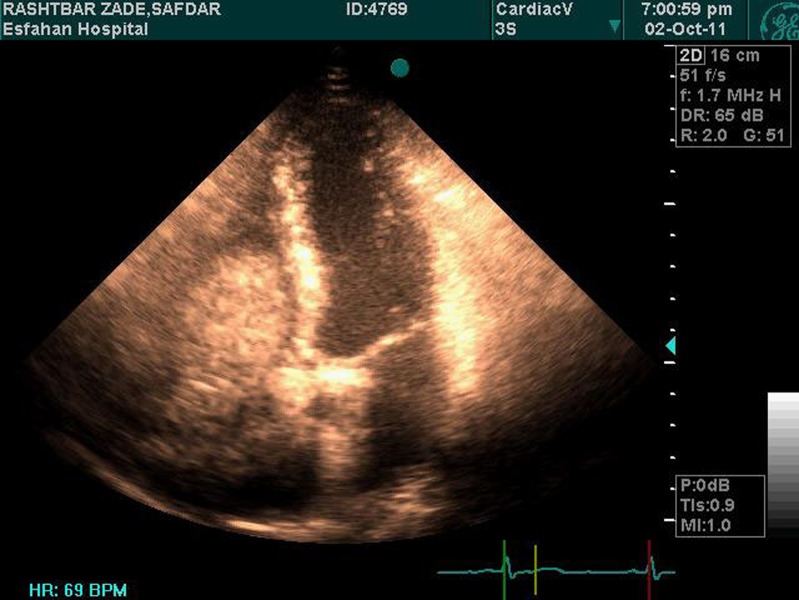 RASHTBAR ZADE,SAFDAR ID:4769 CardiacV 7:00:59 pm
Esfahan Hospital 3S 02-Oct-11
2D 16 cm
51 f/s
f: 1.7 MHz H
DR: 65 dB
R: 2.0 G: 51
P:0dB
TIs:0.9
MI:1.0
HR: 69 BPM